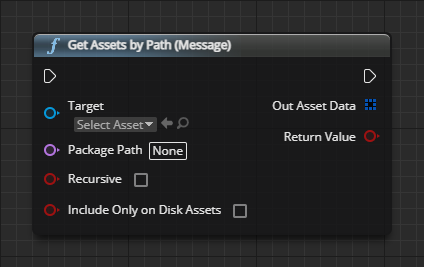 f Get Assets by Path (Message)
Target
Select Asset
Out Asset Data
Package Path None
Return Value
Recursive
Include Only on Disk Assets